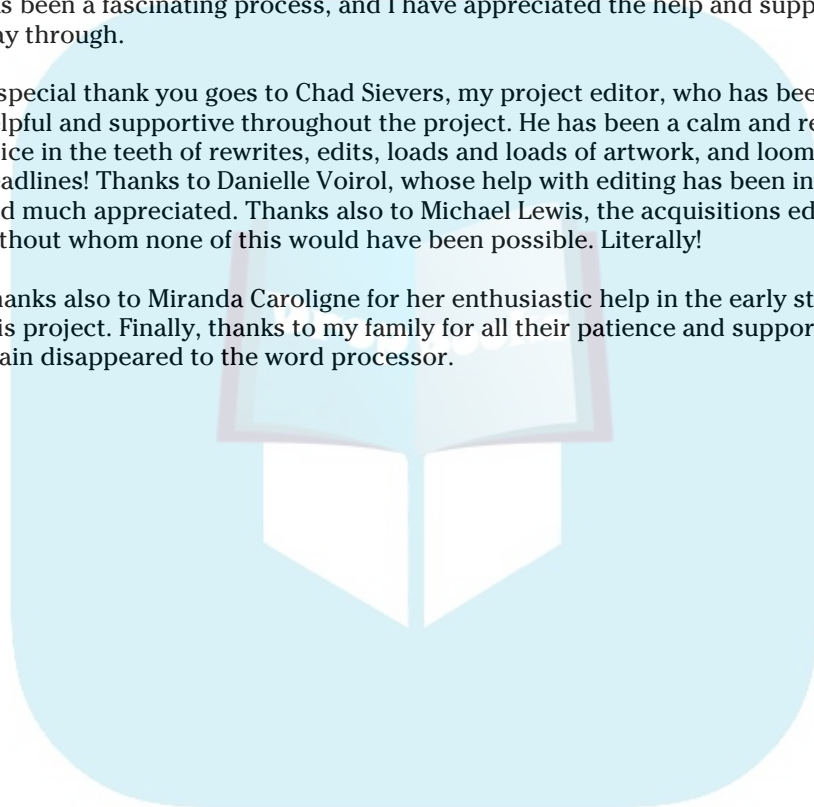 as been a fascinating process, and I have appreciated the help and supp
ay through.
special thank you goes to Chad Sievers, my project editor, who has bee
elpful and supportive throughout the project. He has been a calm and re
ice in the teeth of rewrites, edits, loads and loads of artwork, and loom
eadlines! Thanks to Danielle Voirol, whose help with editing has been in
d much appreciated. Thanks also to Michael Lewis, the acquisitions ed
ithout whom none of this would have been possible. Literally!
hanks also to Miranda Caroligne for her enthusiastic help in the early st
is project. Finally, thanks to my family for all their patience and suppor
ain disappeared to the word processor.